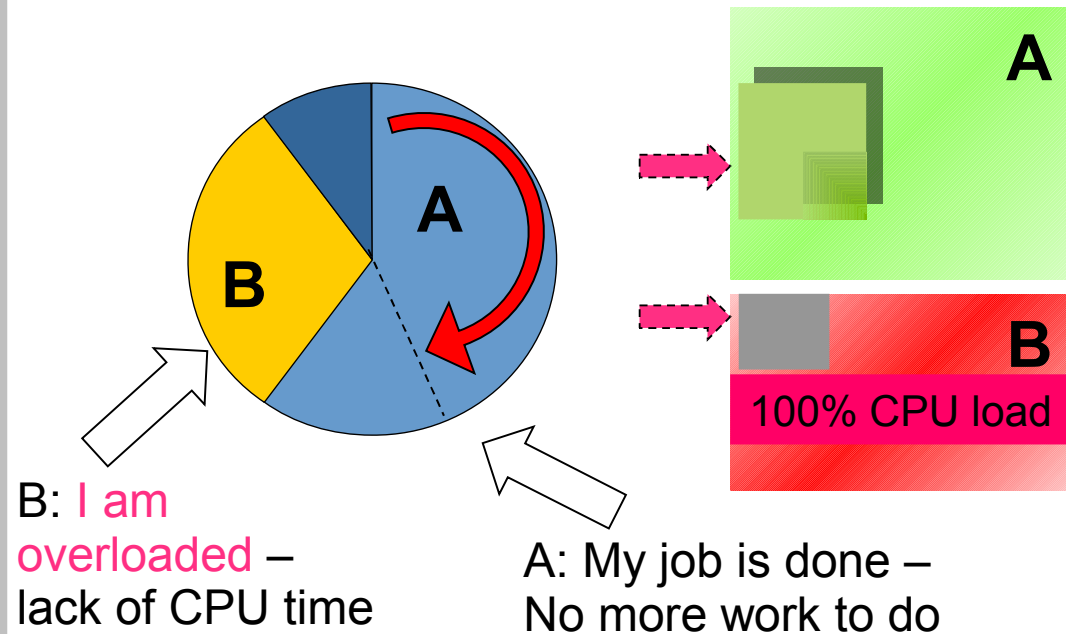 A
A
B
B
100% CPU load
B: I am
overloaded –
lack of CPU time
A: My job is done –
No more work to do